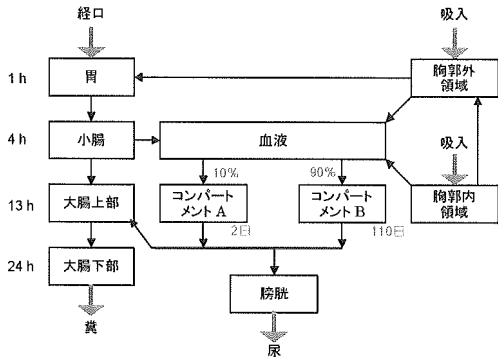 経口
吸入
1 h
胃
胸郭外
領域
4 h
小腸
血液
吸入
10%
90%
13 h
大腸上部
コンパート
メント A
コンパート
メント B
胸郭内
領域
2日
110日
24 h
大腸下部
膀胱
糞
尿